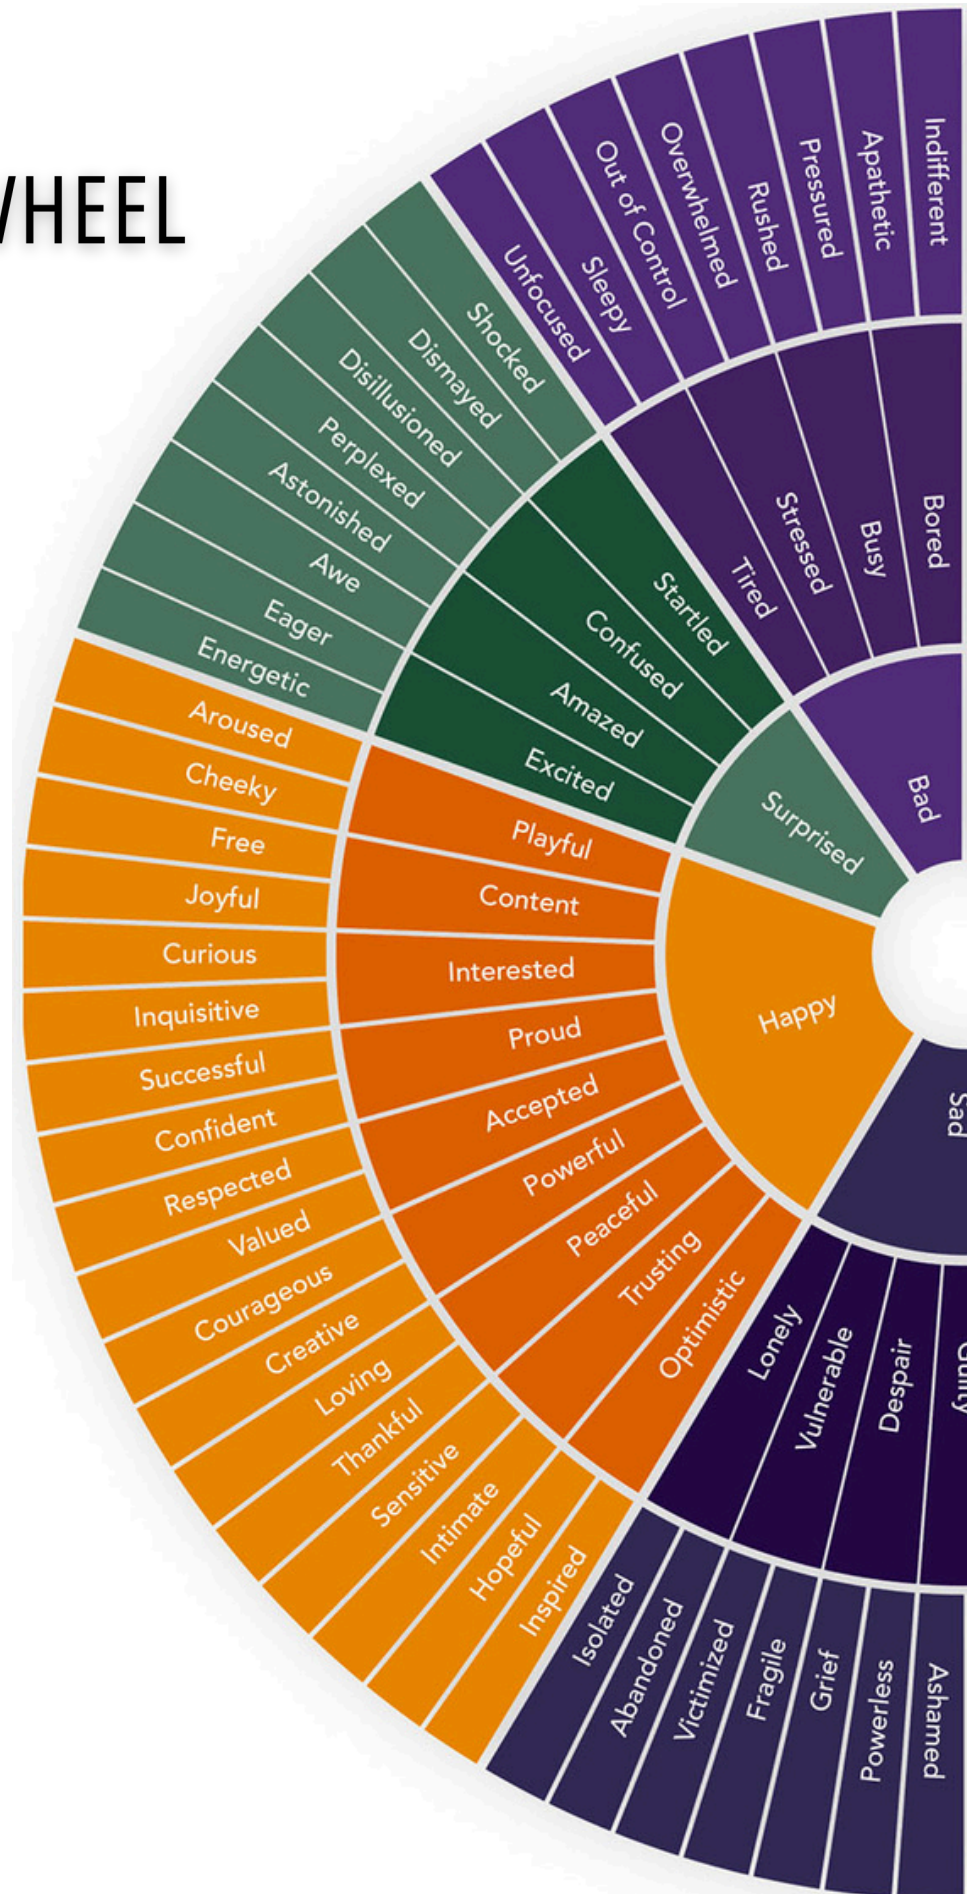 WHEEL
Indifferent
Apathetic
Pressured
Rushed
Overwhelmed
Out of Control
Sleepy
Unfocused
Bored
Busy
Stressed
Tired
Bad
Shocked
Dismayed
Disillusioned
Perplexed
Astonished
Awe
Eager
Energetic
Startled
Confused
Amazed
Excited
Surprised
Aroused
Cheeky
Free
Joyful
Curious
Inquisitive
Successful
Confident
Respected
Valued
Courageous
Creative
Loving
Thankful
Sensitive
Intimate
Hopeful
Inspired
Playful
Content
Interested
Proud
Accepted
Powerful
Peaceful
Trusting
Optimistic
Happy
Sad
Lonely
Vulnerable
Despair
Guilty
Isolated
Abandoned
Victimized
Fragile
Grief
Powerless
Ashamed